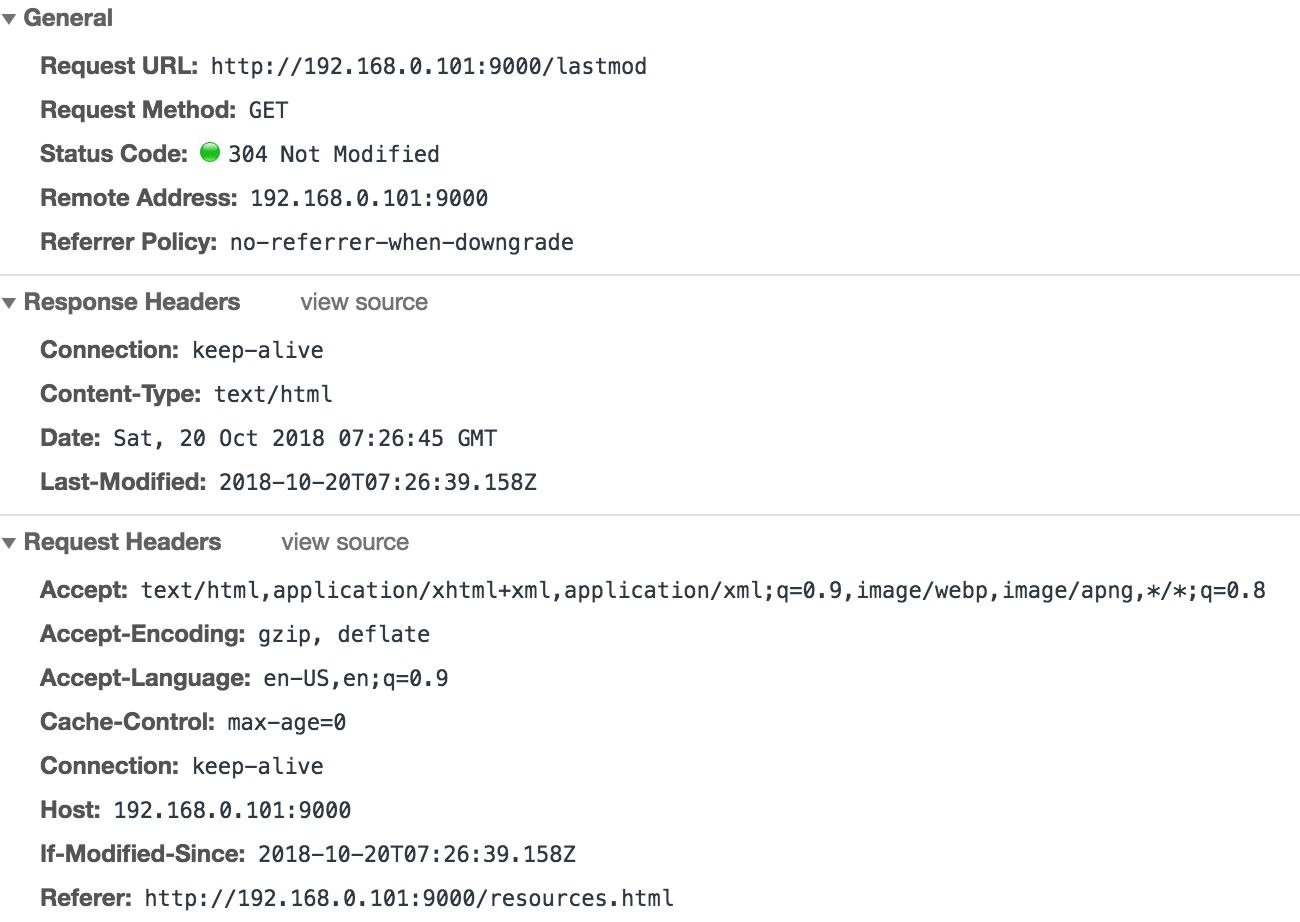 General
Request URL: http://192.168.0.101:9000/lastmod
Request Method: GET
Status Code: 304 Not Modified
Remote Address: 192.168.0.101:9000
Referrer Policy: no-referrer-when-downgrade
Response Headers view source
Connection: keep-alive
Content-Type: text/html
Date: Sat, 20 Oct 2018 07:26:45 GMT
Last-Modified: 2018-10-20T07:26:39.158Z
Request Headers view source
Accept: text/html,application/xhtml+xml,application/xml;q=0.9,image/webp,image/apng,*/*;q=0.8
Accept-Encoding: gzip, deflate
Accept-Language: en-US,en;q=0.9
Cache-Control: max-age=0
Connection: keep-alive
Host: 192.168.0.101:9000
If-Modified-Since: 2018-10-20T07:26:39.158Z
Referer: http://192.168.0.101:9000/resources.html